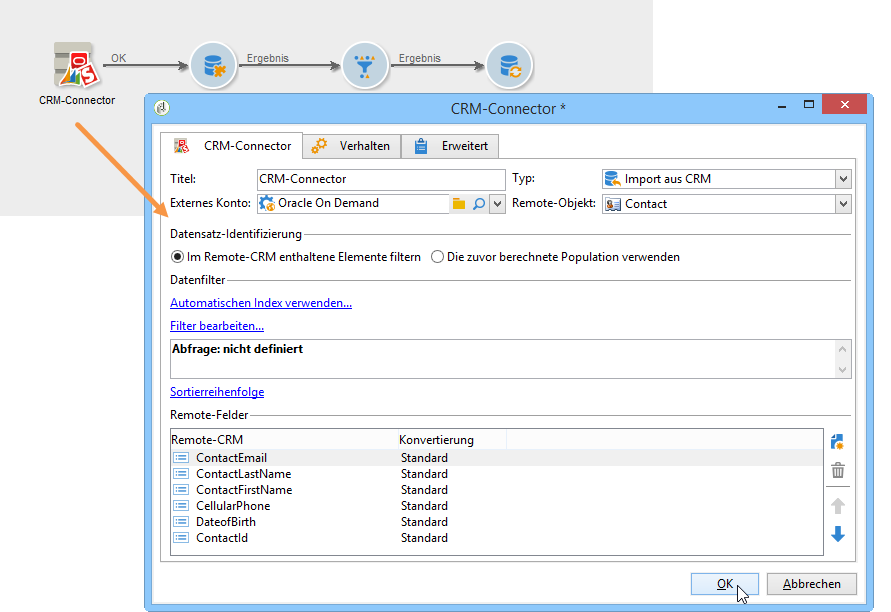 OK
Ergebnis
Ergebnis
CRM-Connector
CRM-Connector *
CRM-Connector
Verhalten
Erweitert
Titel:
CRM-Connector
Typ:
Import aus CRM
Externes Konto:
Oracle On Demand
Remote-Objekt:
Contact
Datensatz-Identifizierung
Im Remote-CRM enthaltene Elemente filtern
Die zuvor berechnete Population verwenden
Datenfilter
Automatischen Index verwenden...
Filter bearbeiten...
Abfrage: nicht definiert
Sortierreihenfolge
Remote-Felder
Remote-CRM Konvertierung
ContactEmail Standard
ContactLastName Standard
ContactFirstName Standard
CellularPhone Standard
DateofBirth Standard
ContactId Standard
OK
Abbrechen